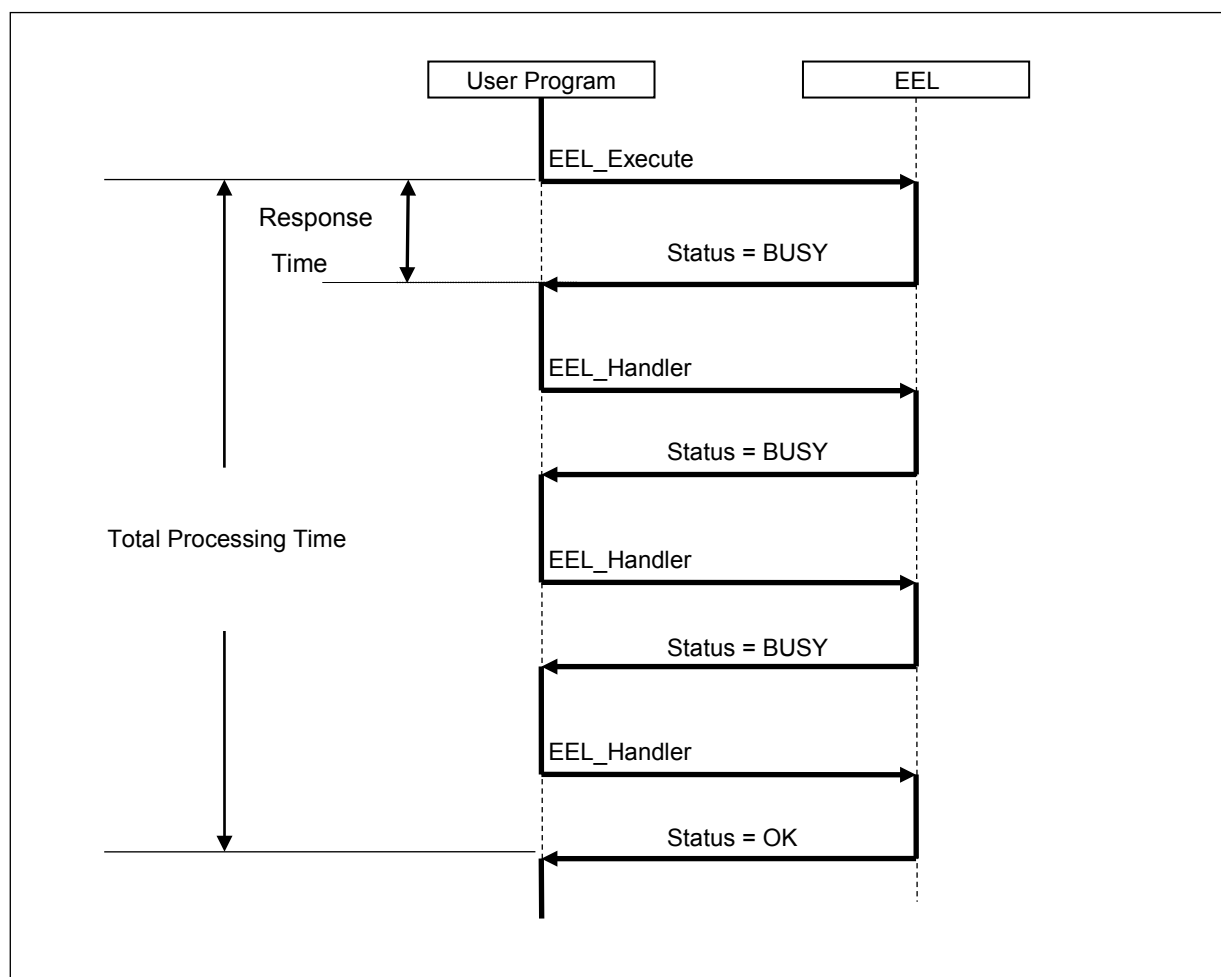 User Program
EEL
EEL_Execute
Response
Time
Status = BUSY
EEL_Handler
Status = BUSY
Total Processing Time
EEL_Handler
Status = BUSY
EEL_Handler
Status = OK